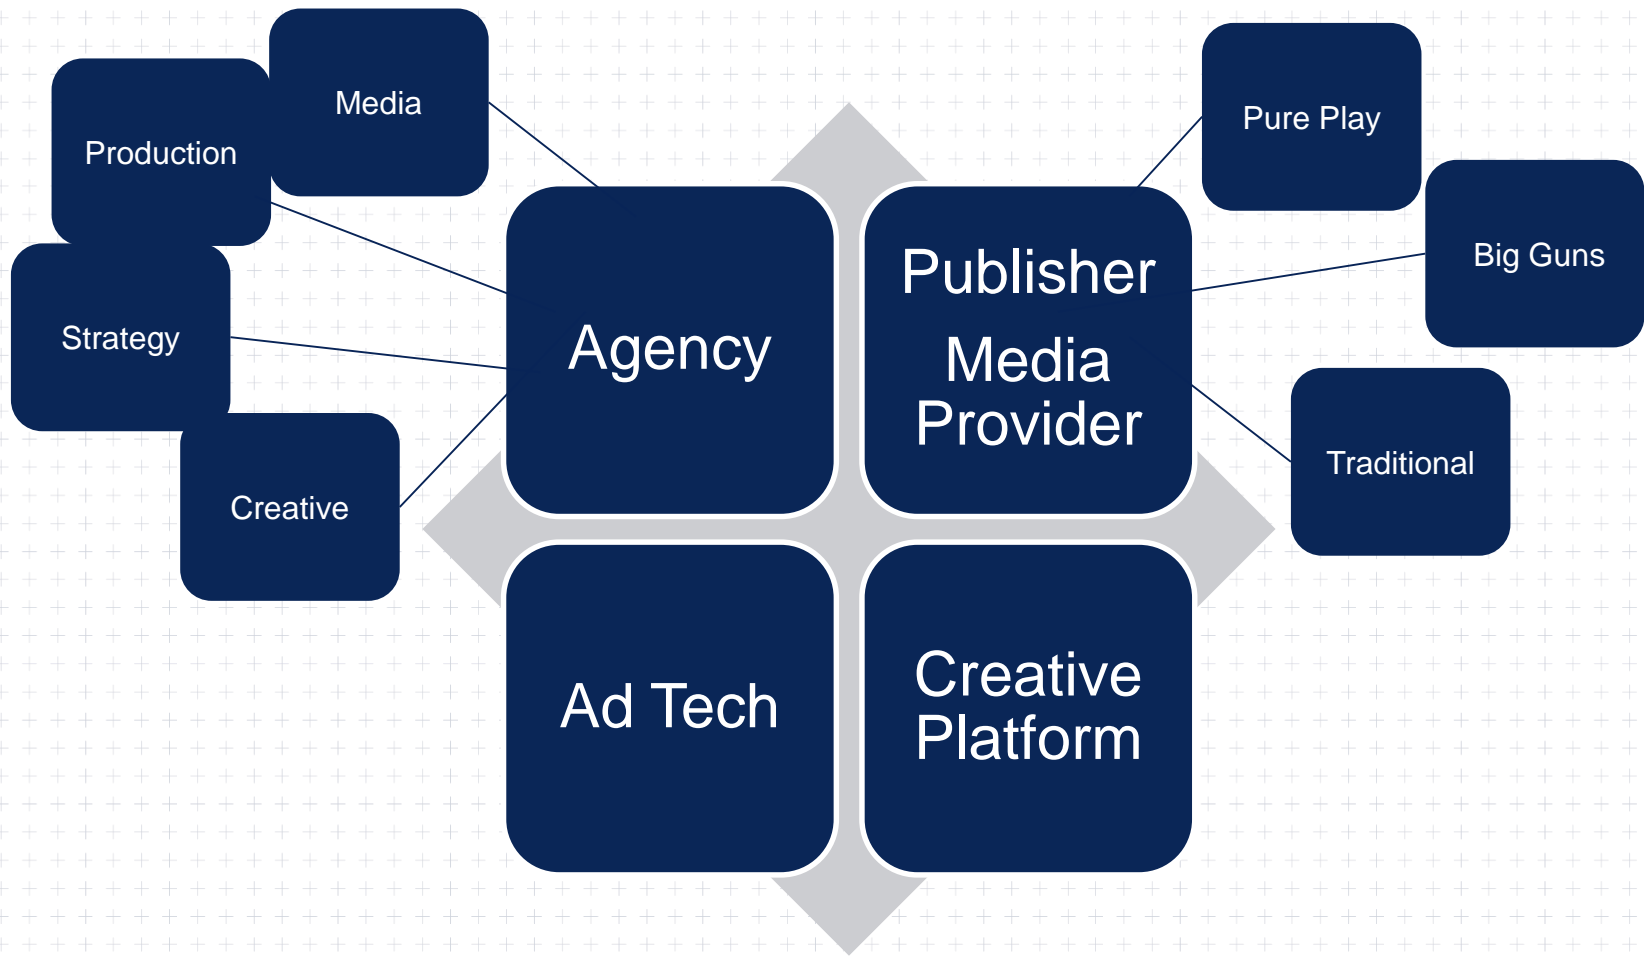 Media
Production
Strategy
Creative
Agency
Publisher
Media
Provider
Pure Play
Big Guns
Traditional
Ad Tech
Creative
Platform